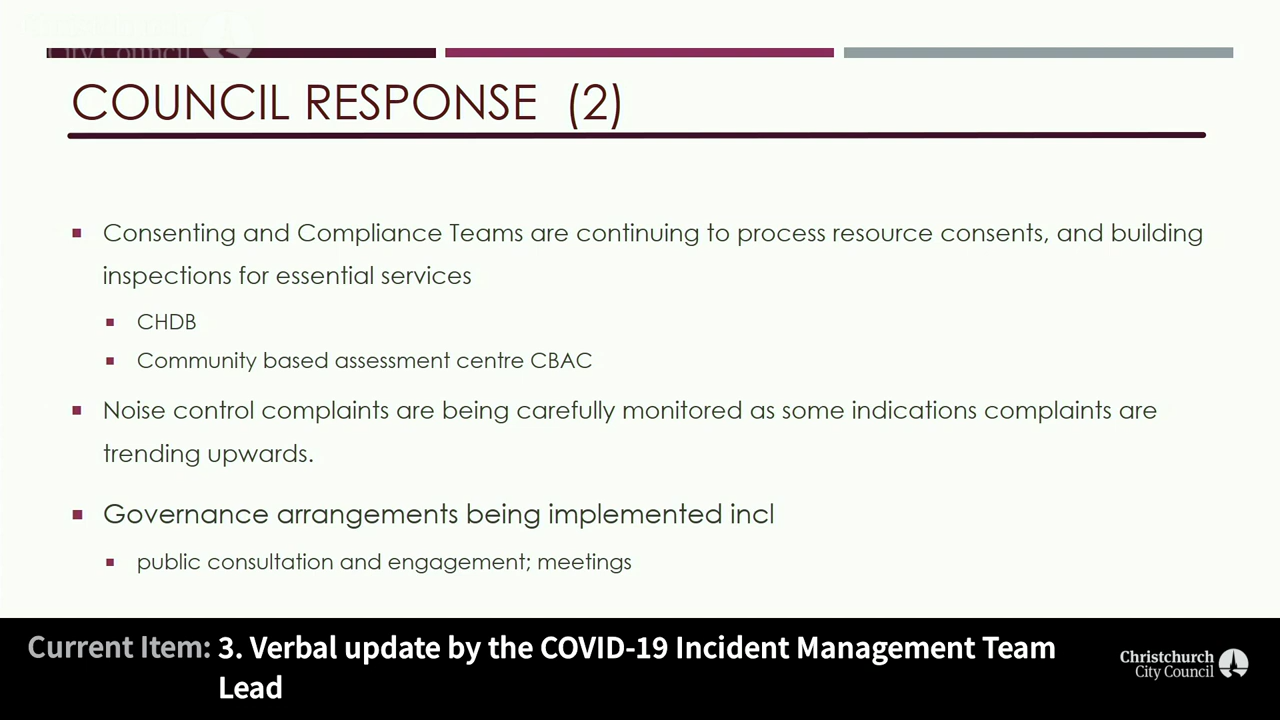 City Council
COUNCIL RESPONSE (2)
Consenting and Compliance Teams are continuing to process resource consents, and building
inspections for essential services
CHDB
Community based assessment centre CBAC
Noise control complaints are being carefully monitored as some indications complaints are
trending upwards.
Governance arrangements being implemented incl
public consultation and engagement; meetings
Current Item: 3. Verbal update by the COVID-19 Incident Management Team
Lead
Christchurch
City Council